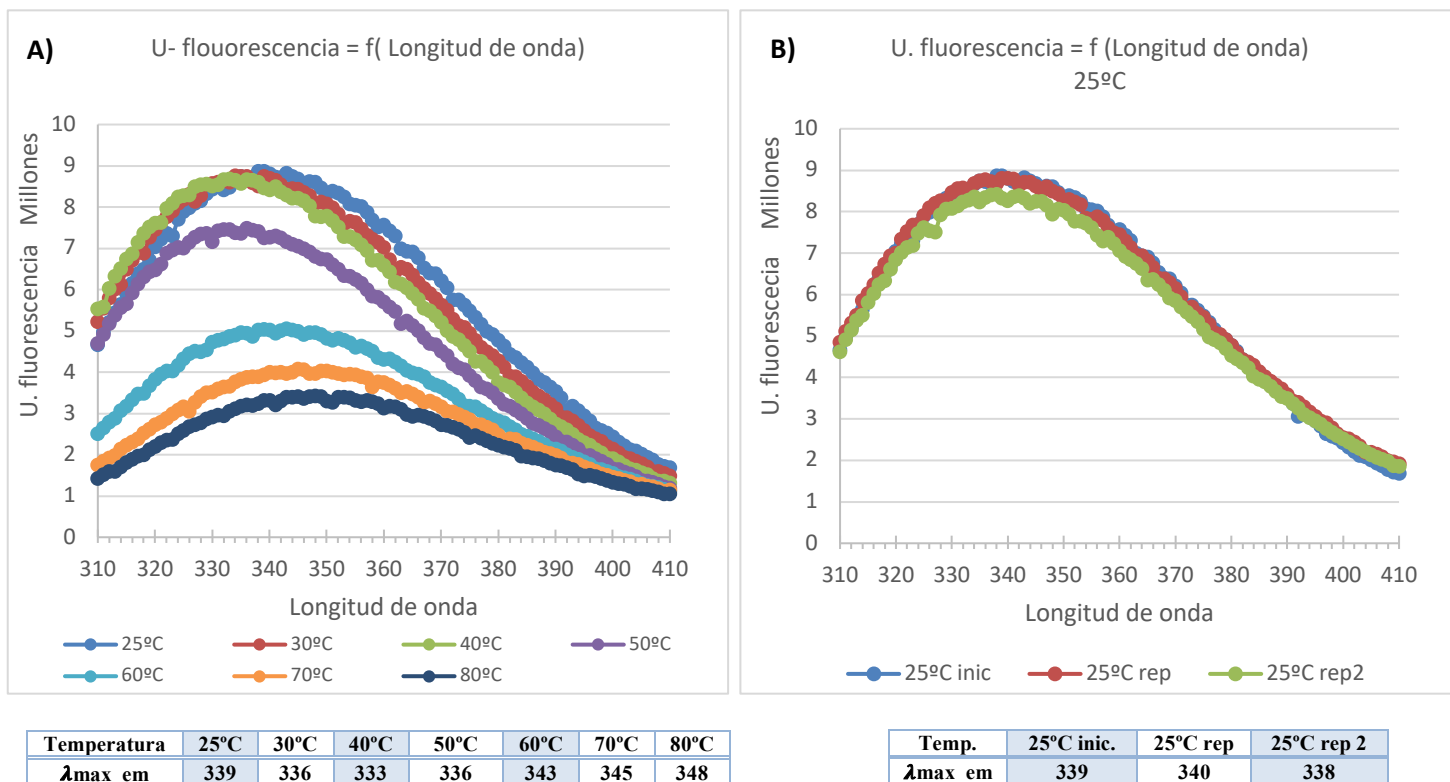 A)
U- flouorescencia = f( Longitud de onda)
U. fluorescencia Millones
10
9
8
7
6
5
4
3
2
1
0
310 320 330 340 350 360 370 380 390 400 410
Longitud de onda
25ºC 30ºC 40ºC 50ºC
60ºC 70ºC 80ºC
B)
U. fluorescencia = f (Longitud de onda)
25ºC
U. fluorescecia Millones
10
9
8
7
6
5
4
3
2
1
0
310 320 330 340 350 360 370 380 390 400 410
Longitud de onda
25ºC inic 25ºC rep 25ºC rep2
Temperatura 25ºC 30ºC 40ºC 50ºC 60ºC 70ºC 80ºC
λmax em 339 336 333 336 343 345 348
Temp. 25ºC inic. 25ºC rep 25ºC rep 2
λmax em 339 340 338